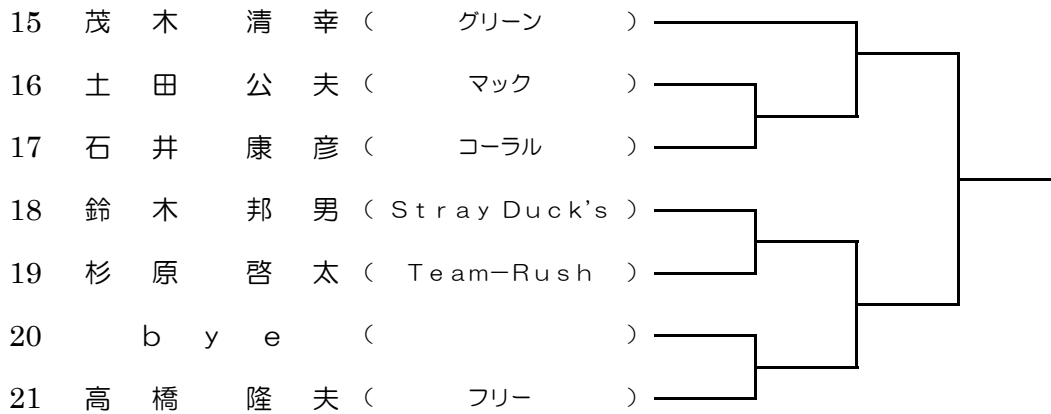 15 茂木 清幸 ( グリーン )
16 土田 公夫 ( マック )
17 石井 康彦 ( コーラル )
18 鈴木 邦男 ( Stray Duck's )
19 杉原 啓太 ( Team−Rush )
20 bye ( )
21 高橋 隆夫 ( フリー )